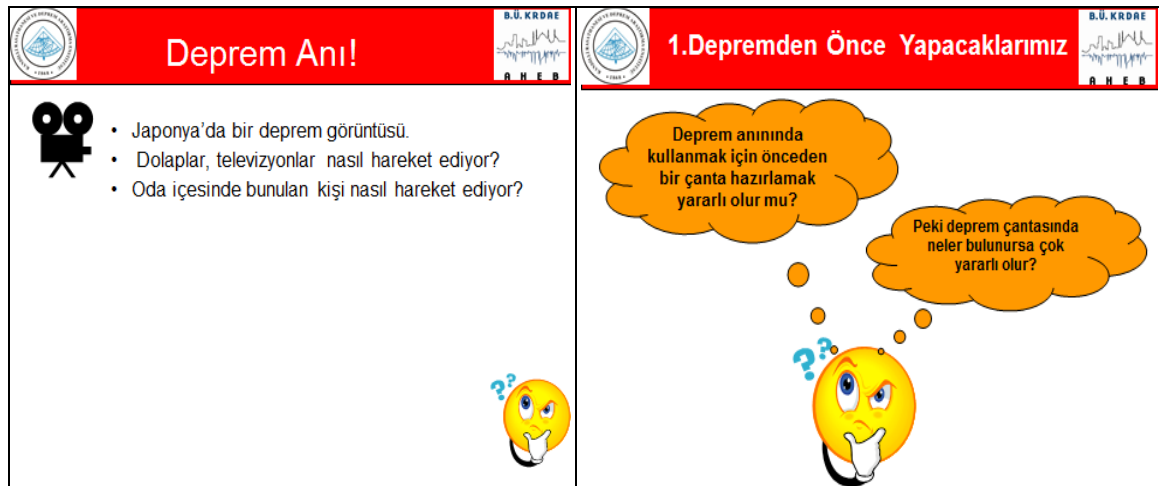 Deprem Anı!
B.Ü. KRDAE
A H E B
• Japonya'da bir deprem görüntüsü.
• Dolaplar, televizyonlar nasıl hareket ediyor?
• Oda içesinde bunulan kişi nasıl hareket ediyor?
??
1.Depremden Önce Yapacaklarımız
B.Ü. KRDAE
A H E B
Deprem anınında
kullanmak için önceden
bir çanta hazırlamak
yararlı olur mu?
Peki deprem çantasında
neler bulunursa çok
yararlı olur?
??